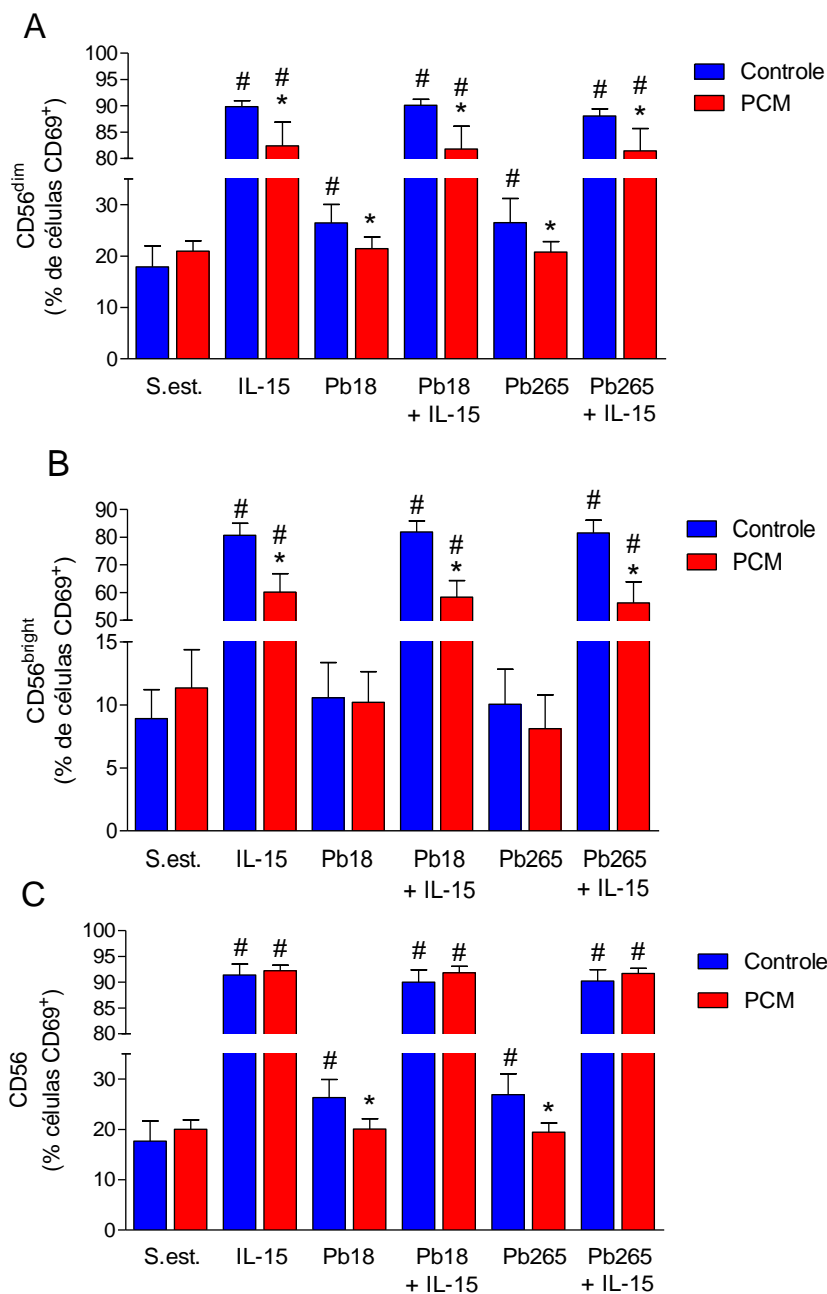 A
100
95
90
85
80
30
20
10
0
CD56dim
(% de células CD69+)
# # # # # #
* * *
# * # *
S.est. IL-15 Pb18 Pb18 Pb265 Pb265
+ IL-15 + IL-15
Controle
PCM
B
90
80
70
60
50
15
10
5
0
CD56bright
(% de células CD69+)
# # # # # #
* * *
S.est. IL-15 Pb18 Pb18 Pb265 Pb265
+ IL-15 + IL-15
Controle
PCM
C
100
95
90
85
80
30
20
10
0
CD56
(% células CD69+)
# # # # # #
# * # *
S.est. IL-15 Pb18 Pb18 Pb265 Pb265
+ IL-15 + IL-15
Controle
PCM